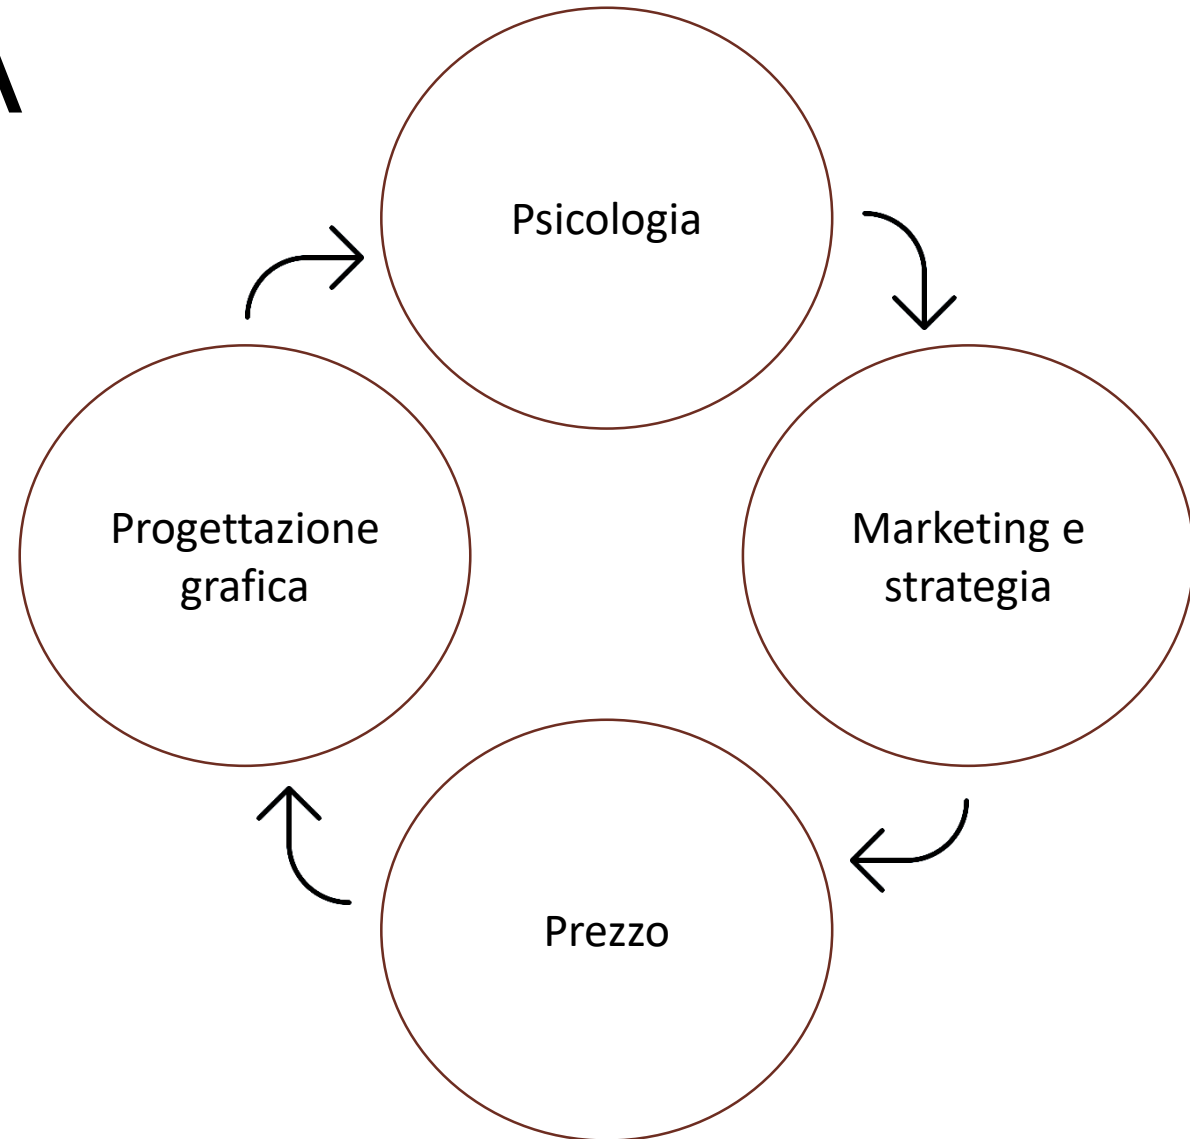 A
Psicologia
Marketing e
strategia
Prezzo
Progettazione
grafica